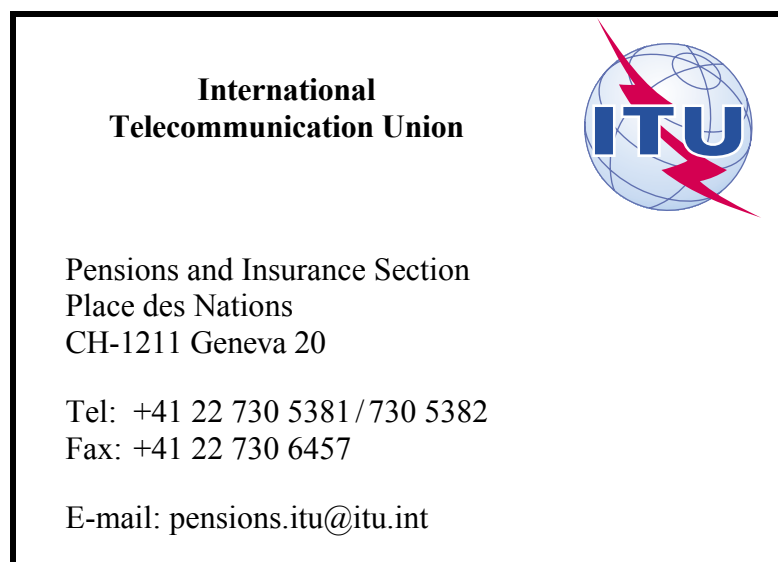 International
Telecommunication Union
ITU
Pensions and Insurance Section
Place des Nations
CH-1211 Geneva 20
Tel: +41 22 730 5381/730 5382
Fax: +41 22 730 6457
E-mail: pensions.itu@itu.int